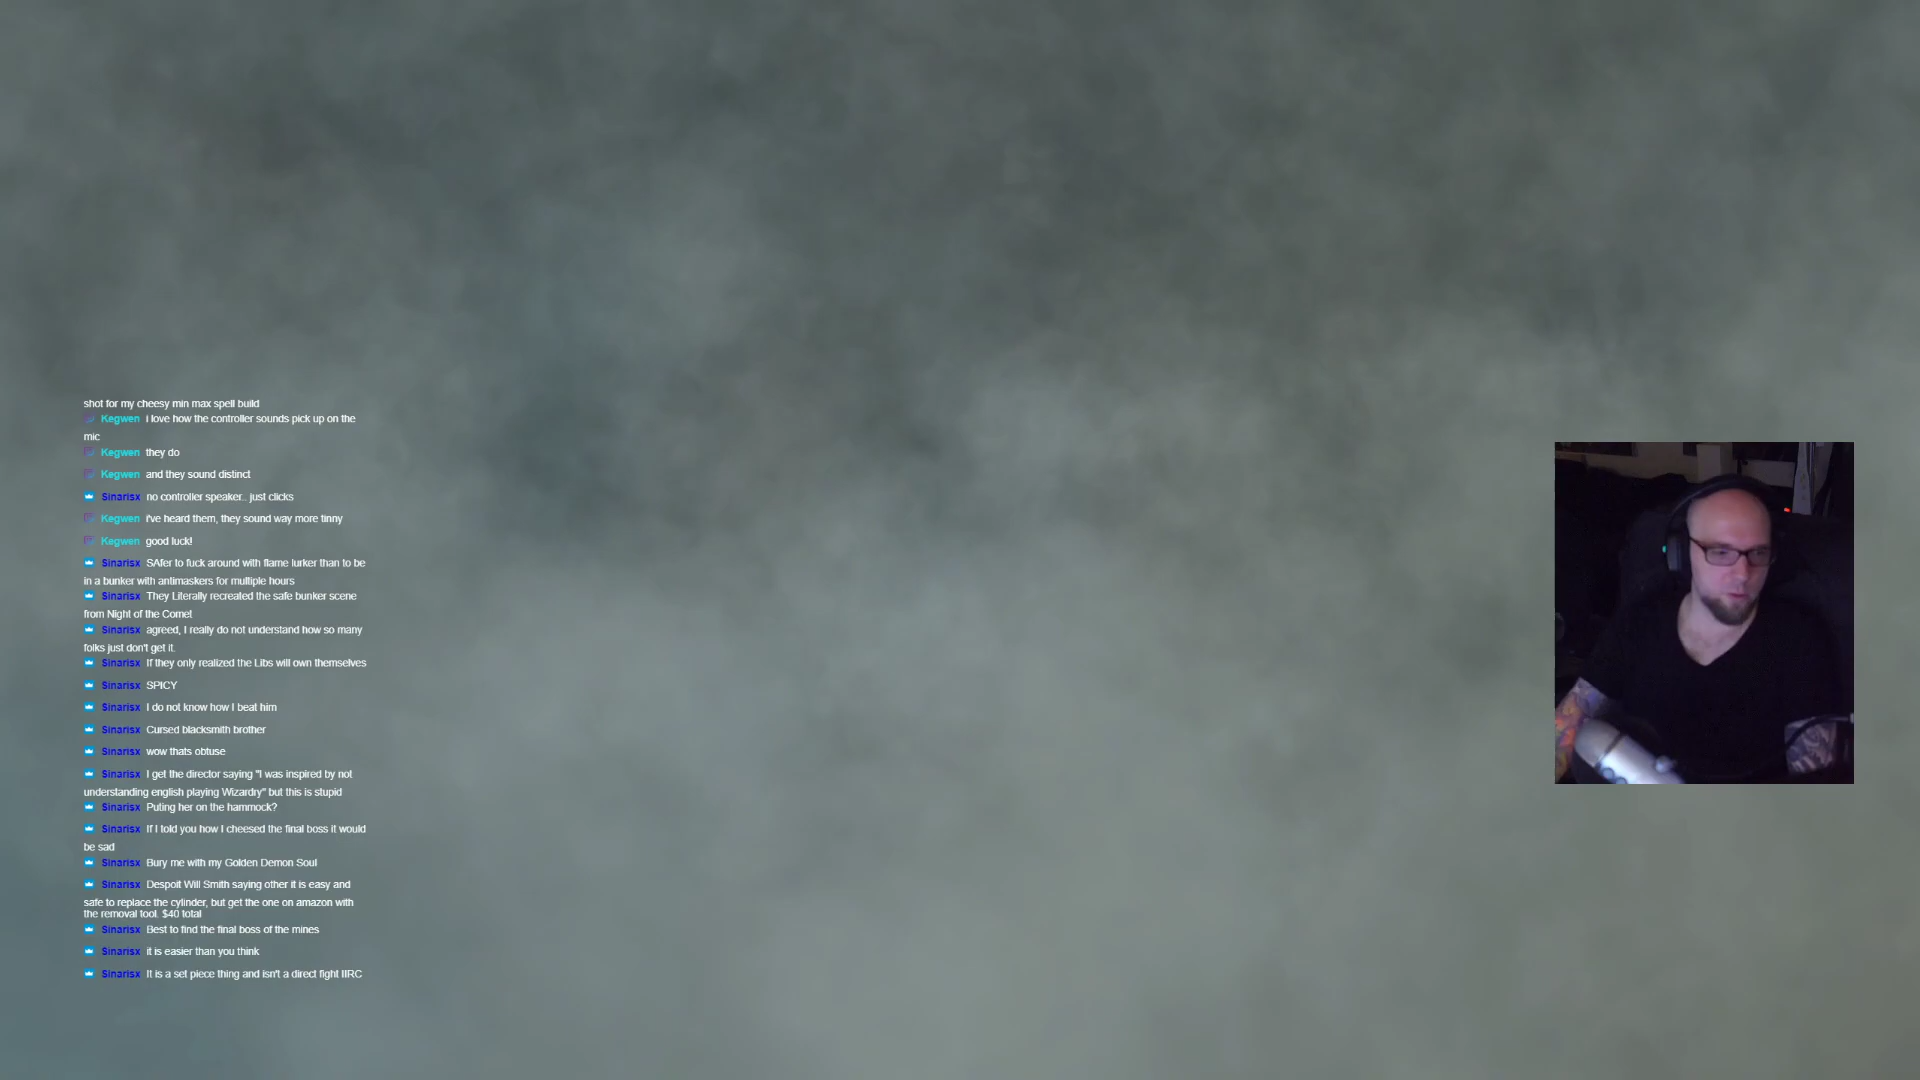 shot for my cheesy min max spell build
Kegwen i love how the controller sounds pick up on the
mic
Kegwen they do
Kegwen and they sound distinct
Sinarisx no controller speaker.. just clicks
Kegwen i've heard them, they sound way more tinny
Kegwen good luck!
Sinarisx SAfer to fuck around with flame lurker than to be
in a bunker with antimaskers for multiple hours
Sinarisx They Literally recreated the safe bunker scene
from Night of the Comet
Sinarisx agreed, I really do not understand how so many
folks just don't get it.
Sinarisx If they only realized the Libs will own themselves
Sinarisx SPICY
Sinarisx I do not know how I beat him
Sinarisx Cursed blacksmith brother
Sinarisx wow thats obtuse
Sinarisx I get the director saying "I was inspired by not
understanding english playing Wizardry" but this is stupid
Sinarisx Puting her on the hammock?
Sinarisx If I told you how I cheesed the final boss it would
be sad
Sinarisx Bury me with my Golden Demon Soul
Sinarisx Despoit Will Smith saying other it is easy and
safe to replace the cylinder, but get the one on amazon with
the removal tool. $40 total
Sinarisx Best to find the final boss of the mines
Sinarisx it is easier than you think
Sinarisx It is a set piece thing and isn't a direct fight IIRC